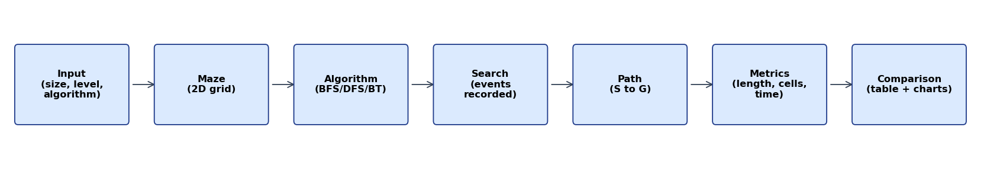 Input
(size, level,
algorithm)
Maze
(2D grid)
Algorithm
(BFS/DFS/BT)
Search
(events
recorded)
Path
(S to G)
Metrics
(length, cells,
time)
Comparison
(table + charts)